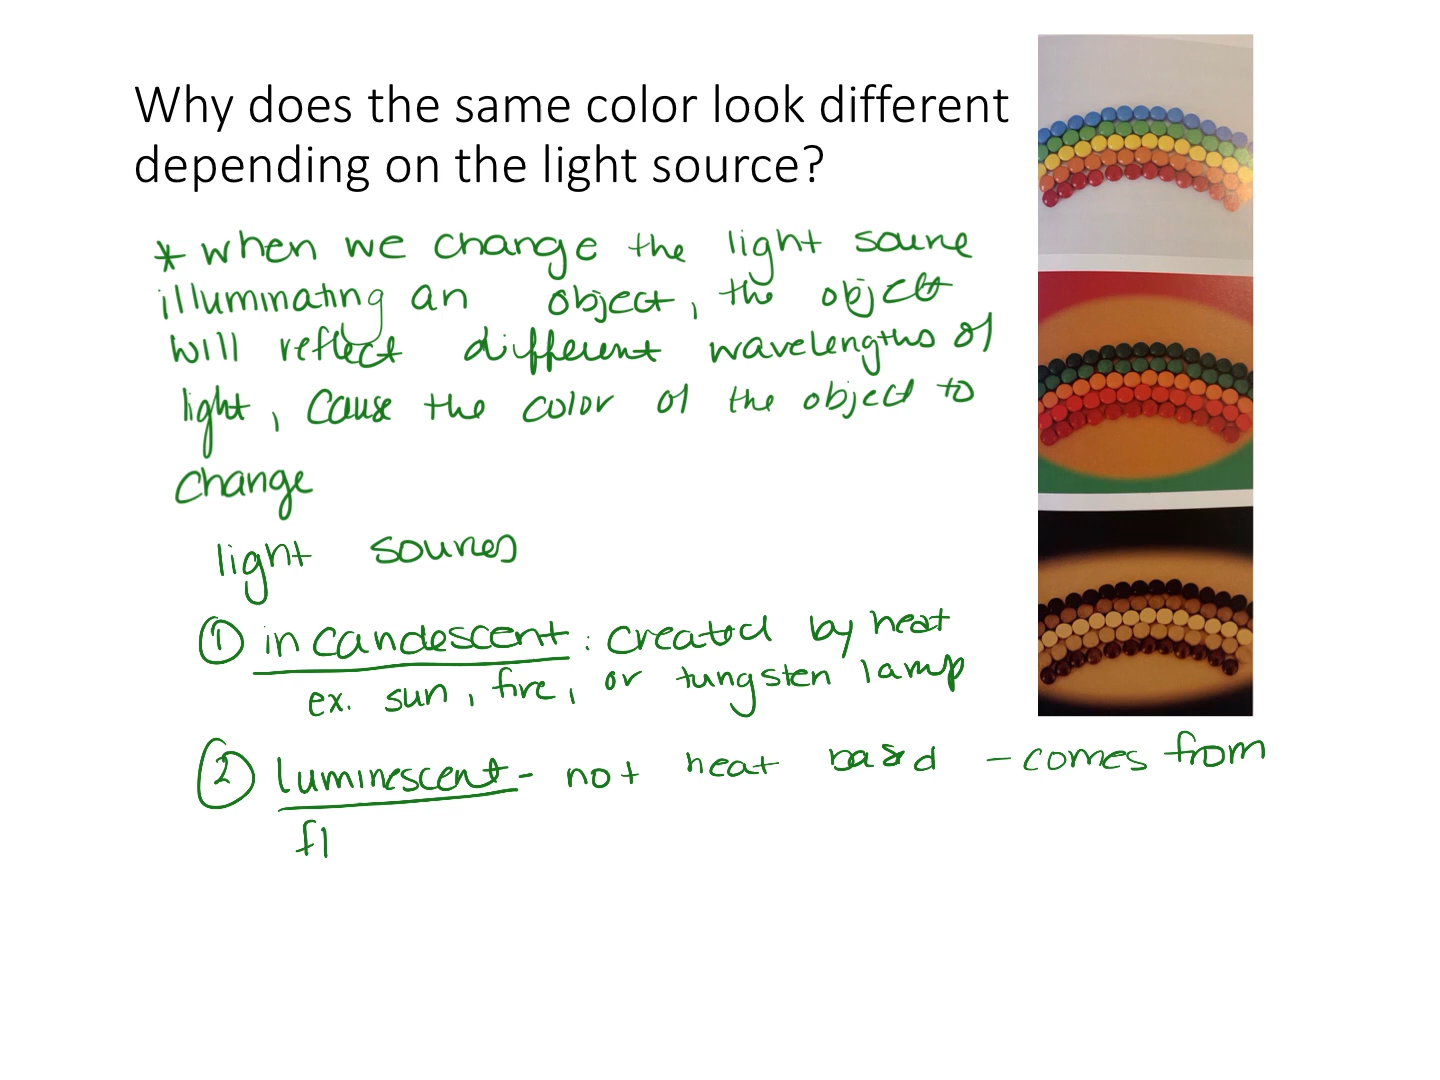 Why does the same color look different
depending on the light source?
* when we change the light source
illuminating an object, the object
will reflect different wavelengths of
light, cause the color of the object to
change
light sources
① incandescent: created by heat
ex. sun, fire, or tungsten lamp
② luminescent - not heat based - comes from
fl